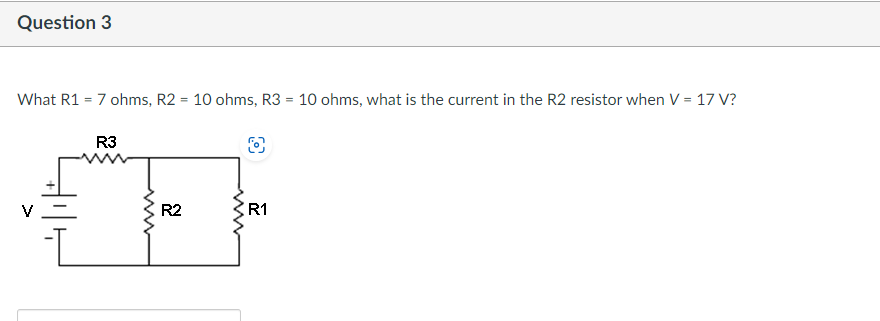 Question 3
What R1 = 7 ohms, R2 = 10 ohms, R3 = 10 ohms, what is the current in the R2 resistor when V = 17 V?
R3
+
V
R2
R1
-